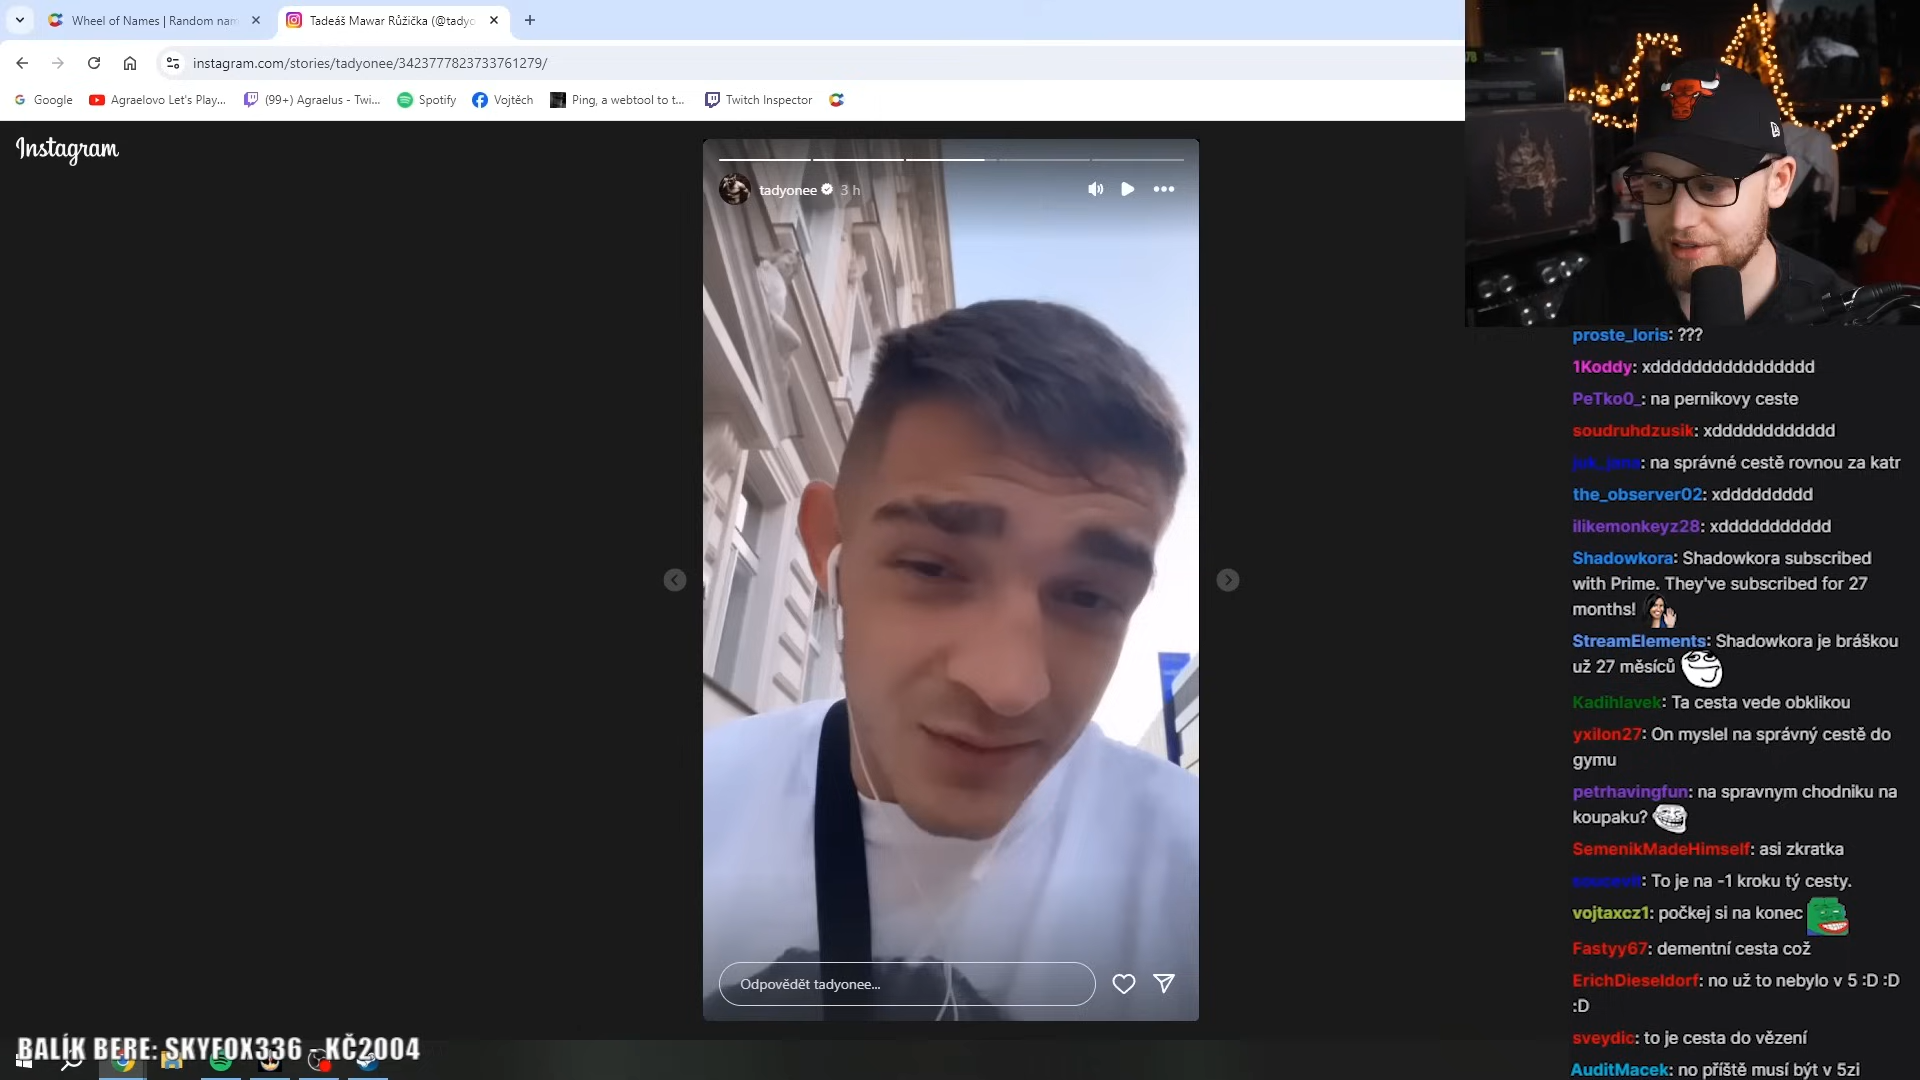 Wheel of Names | Random nam
Tadeáš Mawar Růžička (@tadyo
instagram.com/stories/tadyonee/3423777823733761279/
Google
Agraelovo Let's Play...
(99+) Agraelus - Twi...
Spotify
Vojtěch
Ping, a webtool to t...
Twitch Inspector
Instagram
tadyonee 3 h
Odpovědět tadyonee...
BALÍK BERE: SKYFOX336 - KČ2004
proste_loris: ???
1Koddy: xdddddddddddddddd
PeTko0_: na pernikovy ceste
soudruhdzusik: xdddddddddddd
: na správné cestě rovnou za katr
the_observer02: xddddddddd
ilikemonkeyz28: xddddddddddd
Shadowkora: Shadowkora subscribed
with Prime. They've subscribed for 27
months!
StreamElements: Shadowkora je bráškou
už 27 měsíců
Kadihlavek: Ta cesta vede obklikou
yxilon27: On myslel na správný cestě do
gymu
petrhavingfun: na spravnym chodniku na
koupaku?
SemenikMadeHimself: asi zkratka
: To je na -1 kroku tý cesty.
vojtaxcz1: počkej si na konec
Fastyy67: dementní cesta což
ErichDieseldorf: no už to nebylo v 5 :D :D
:D
sveydic: to je cesta do vězení
AuditMacek: no příště musí být v 5zi